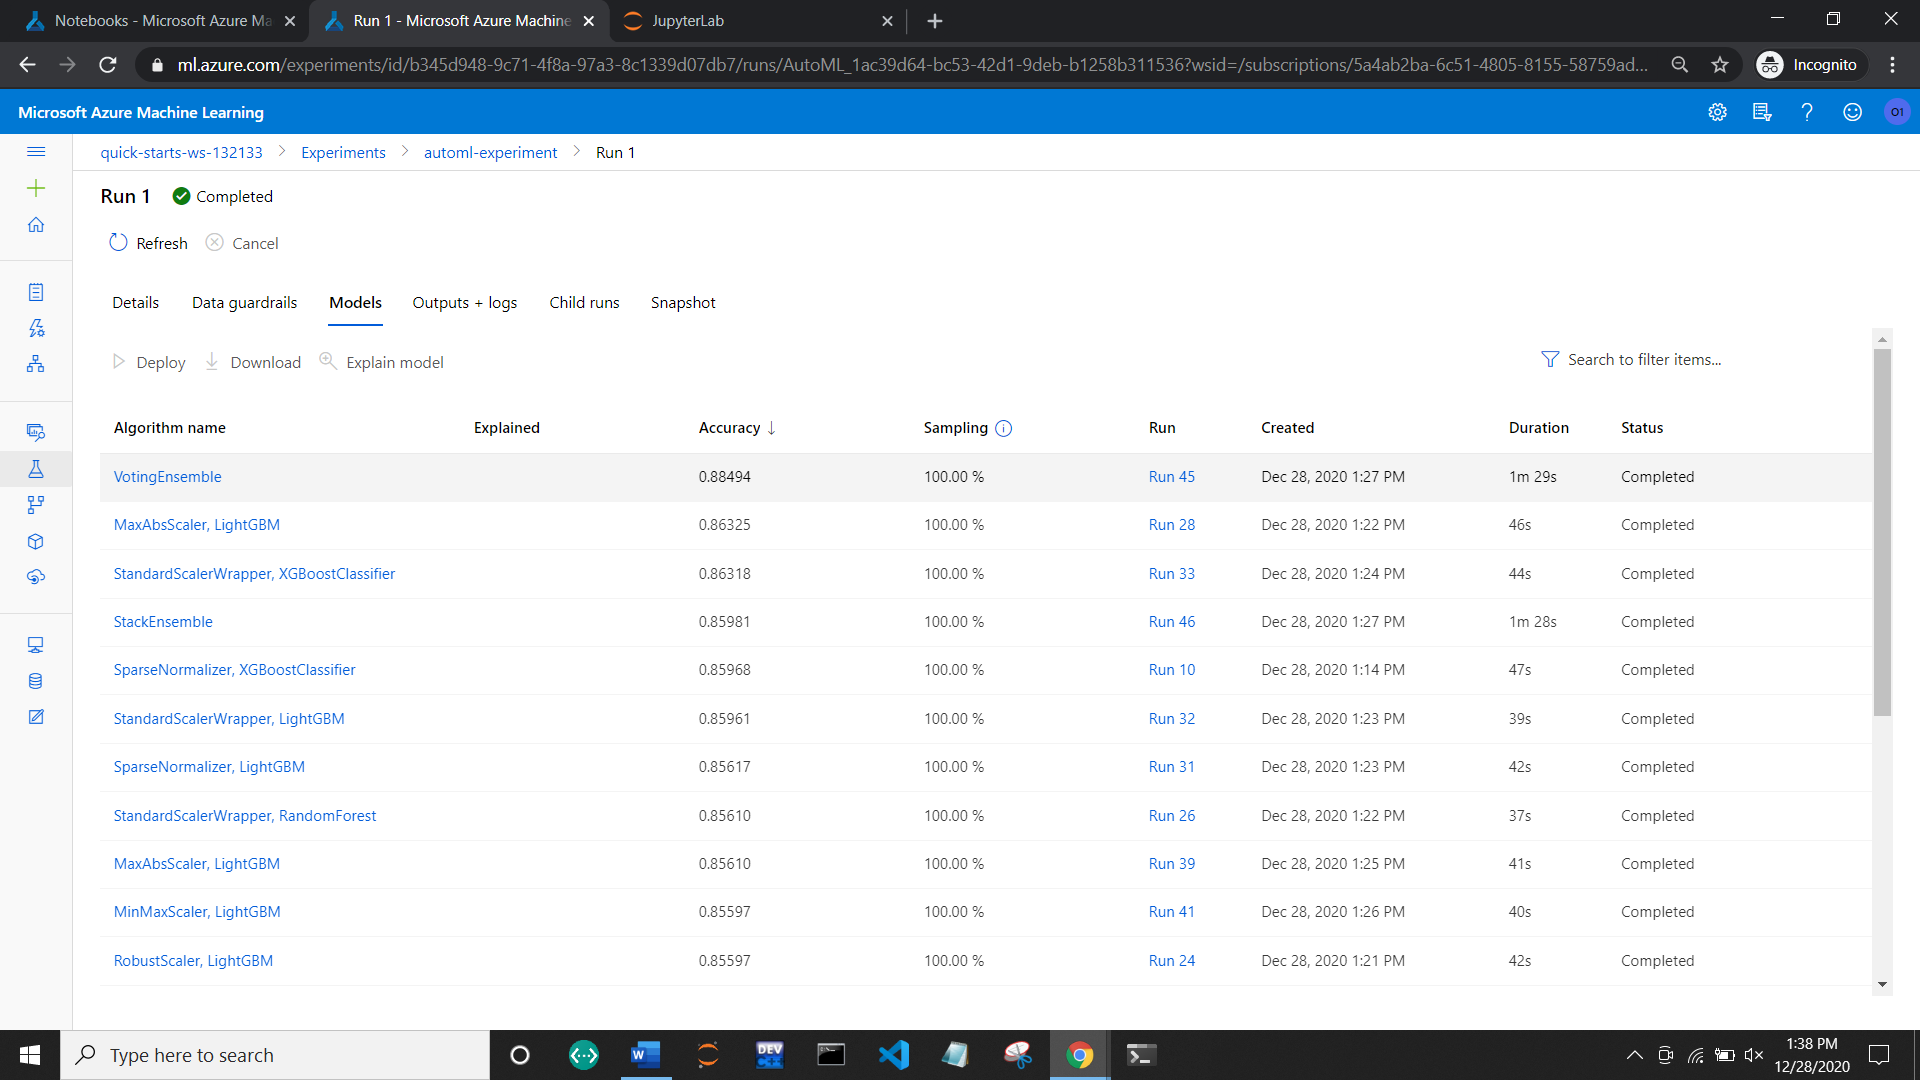 Notebooks - Microsoft Azure Ma
Run 1 - Microsoft Azure Machine
JupyterLab
ml.azure.com/experiments/id/b345d948-9c71-4f8a-97a3-8c1339d07db7/runs/AutoML_1ac39d64-bc53-42d1-9deb-b1258b311536?wsid=/subscriptions/5a4ab2ba-6c51-4805-8155-58759ad...
Incognito
Microsoft Azure Machine Learning
O1
quick-starts-ws-132133 > Experiments > automl-experiment > Run 1
Run 1 Completed
Refresh Cancel
Details Data guardrails Models Outputs + logs Child runs Snapshot
Deploy Download Explain model Search to filter items...
Algorithm name Explained Accuracy ↓ Sampling Run Created Duration Status
VotingEnsemble 0.88494 100.00 % Run 45 Dec 28, 2020 1:27 PM 1m 29s Completed
MaxAbsScaler, LightGBM 0.86325 100.00 % Run 28 Dec 28, 2020 1:22 PM 46s Completed
StandardScalerWrapper, XGBoostClassifier 0.86318 100.00 % Run 33 Dec 28, 2020 1:24 PM 44s Completed
StackEnsemble 0.85981 100.00 % Run 46 Dec 28, 2020 1:27 PM 1m 28s Completed
SparseNormalizer, XGBoostClassifier 0.85968 100.00 % Run 10 Dec 28, 2020 1:14 PM 47s Completed
StandardScalerWrapper, LightGBM 0.85961 100.00 % Run 32 Dec 28, 2020 1:23 PM 39s Completed
SparseNormalizer, LightGBM 0.85617 100.00 % Run 31 Dec 28, 2020 1:23 PM 42s Completed
StandardScalerWrapper, RandomForest 0.85610 100.00 % Run 26 Dec 28, 2020 1:22 PM 37s Completed
MaxAbsScaler, LightGBM 0.85610 100.00 % Run 39 Dec 28, 2020 1:25 PM 41s Completed
MinMaxScaler, LightGBM 0.85597 100.00 % Run 41 Dec 28, 2020 1:26 PM 40s Completed
RobustScaler, LightGBM 0.85597 100.00 % Run 24 Dec 28, 2020 1:21 PM 42s Completed
Type here to search
W
DEV
C++
1:38 PM
12/28/2020